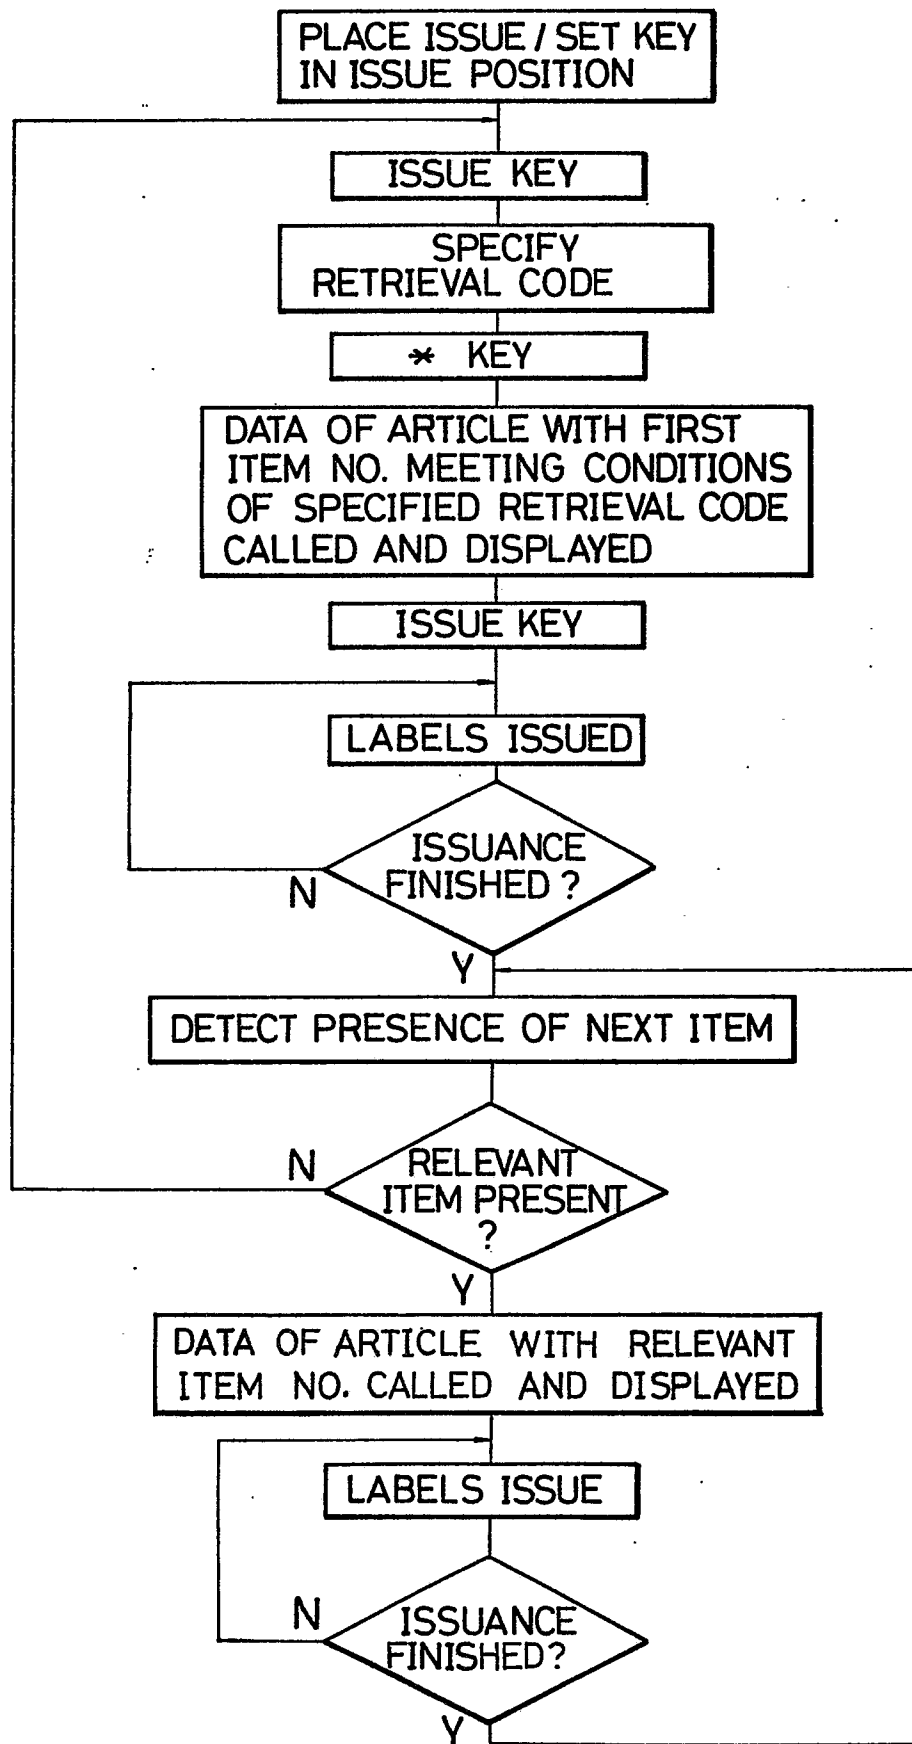 PLACE ISSUE / SET KEY
IN ISSUE POSITION
ISSUE KEY
SPECIFY
RETRIEVAL CODE
* KEY
DATA OF ARTICLE WITH FIRST
ITEM NO. MEETING CONDITIONS
OF SPECIFIED RETRIEVAL CODE
CALLED AND DISPLAYED
ISSUE KEY
LABELS ISSUED
ISSUANCE
FINISHED ?
N
Y
DETECT PRESENCE OF NEXT ITEM
N
RELEVANT
ITEM PRESENT
?
Y
DATA OF ARTICLE WITH RELEVANT
ITEM NO. CALLED AND DISPLAYED
LABELS ISSUE
N
ISSUANCE
FINISHED?
Y